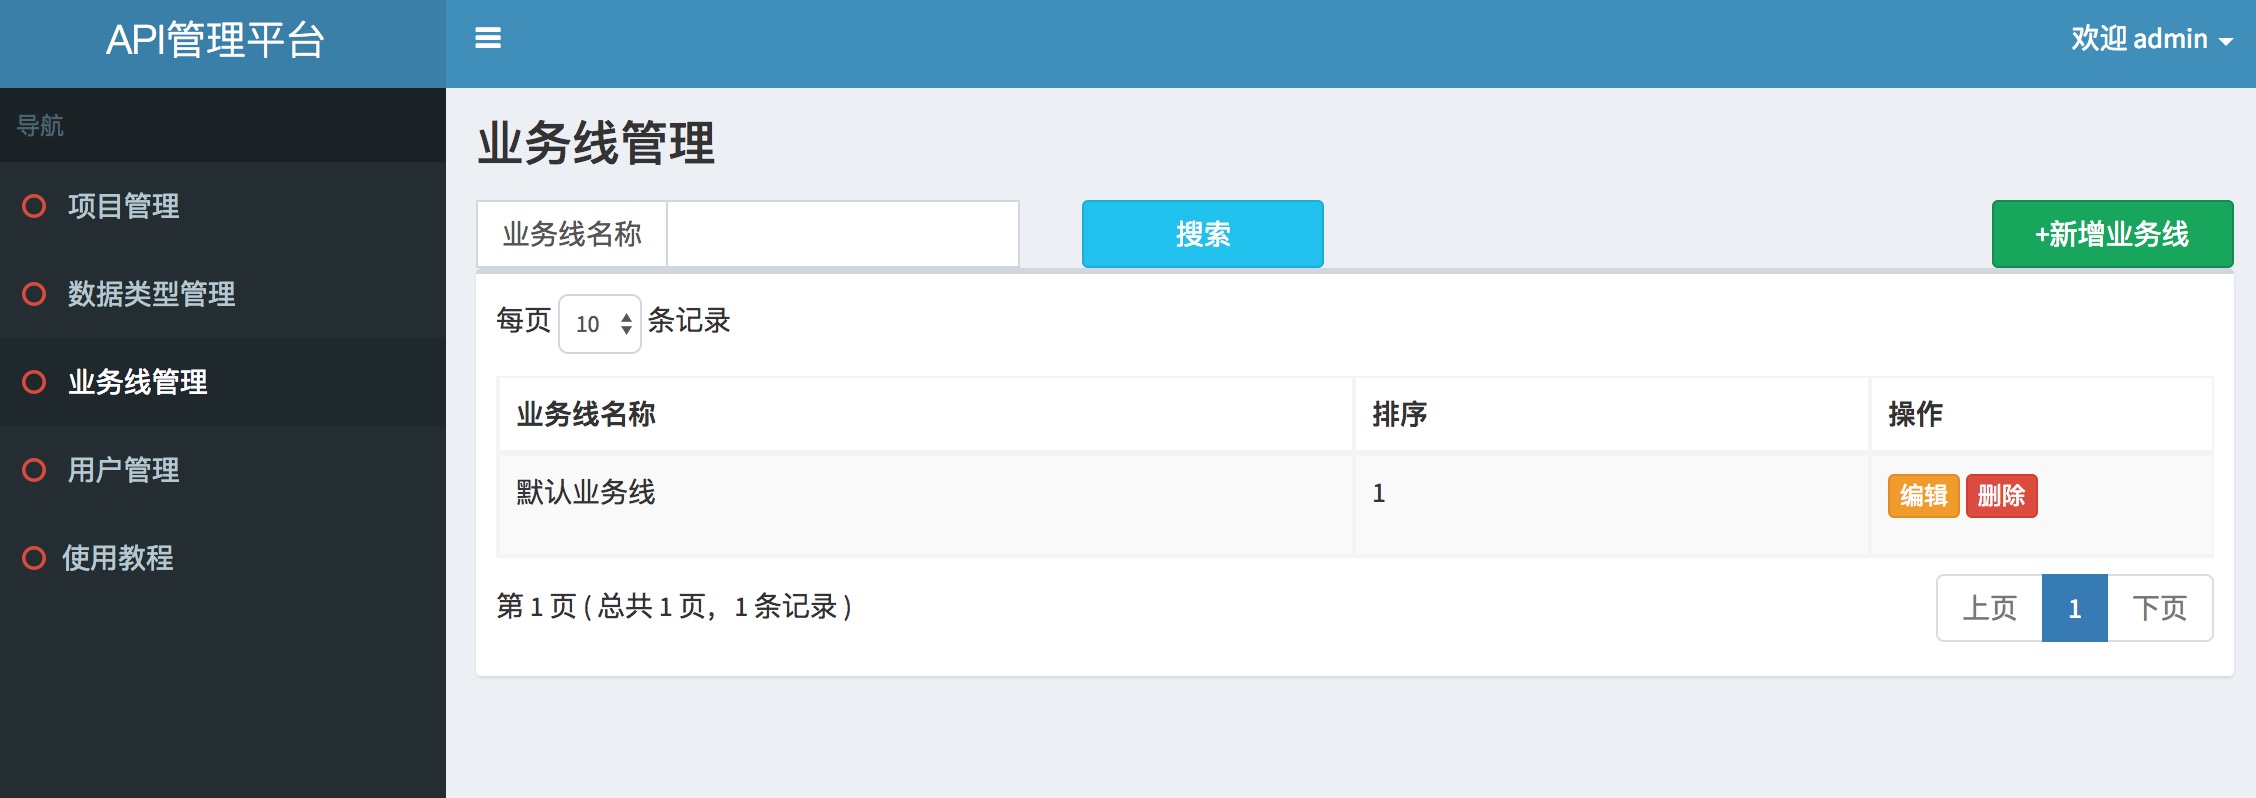 API管理平台
欢迎 admin
导航
项目管理
数据类型管理
业务线管理
用户管理
使用教程
业务线管理
业务线名称
搜索
+新增业务线
每页 10 条记录
业务线名称 排序 操作
默认业务线 1 编辑 删除
第 1 页 ( 总共 1 页，1 条记录 )
上页 1 下页